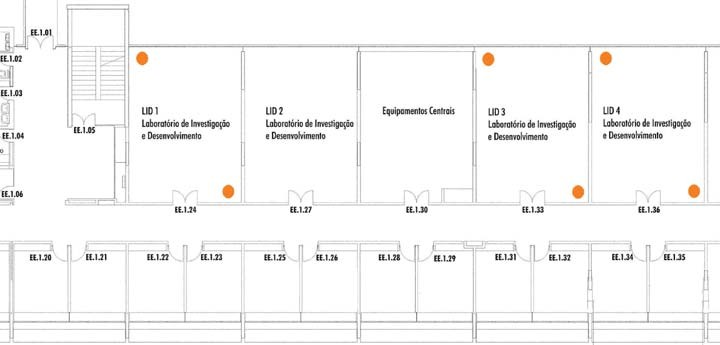 EE.1.01
EE.1.02
EE.1.03
EE.1.04
EE.1.05
EE.1.06
LID 1
Laboratório de Investigação
e Desenvolvimento
LID 2
Laboratório de Investigação
e Desenvolvimento
Equipamentos Centrais
LID 3
Laboratório de Investigação
e Desenvolvimento
LID 4
Laboratório de Investigação
e Desenvolvimento
EE.1.24
EE.1.27
EE.1.30
EE.1.33
EE.1.36
EE.1.20
EE.1.21
EE.1.22
EE.1.23
EE.1.25
EE.1.26
EE.1.28
EE.1.29
EE.1.31
EE.1.32
EE.1.34
EE.1.35